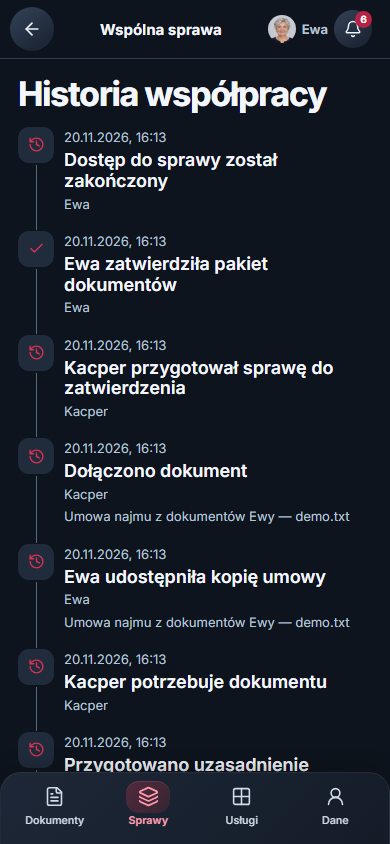 Wspólna sprawa
Ewa
6
Historia współpracy
20.11.2026, 16:13
Dostęp do sprawy został
zakończony
Ewa
20.11.2026, 16:13
Ewa zatwierdziła pakiet
dokumentów
Ewa
20.11.2026, 16:13
Kacper przygotował sprawę do
zatwierdzenia
Kacper
20.11.2026, 16:13
Dołączono dokument
Kacper
Umowa najmu z dokumentów Ewy — demo.txt
20.11.2026, 16:13
Ewa udostępniła kopię umowy
Ewa
Umowa najmu z dokumentów Ewy — demo.txt
20.11.2026, 16:13
Kacper potrzebuje dokumentu
Kacper
20.11.2026, 16:13
Przygotowano uzasadnienie
Dokumenty
Sprawy
Usługi
Dane